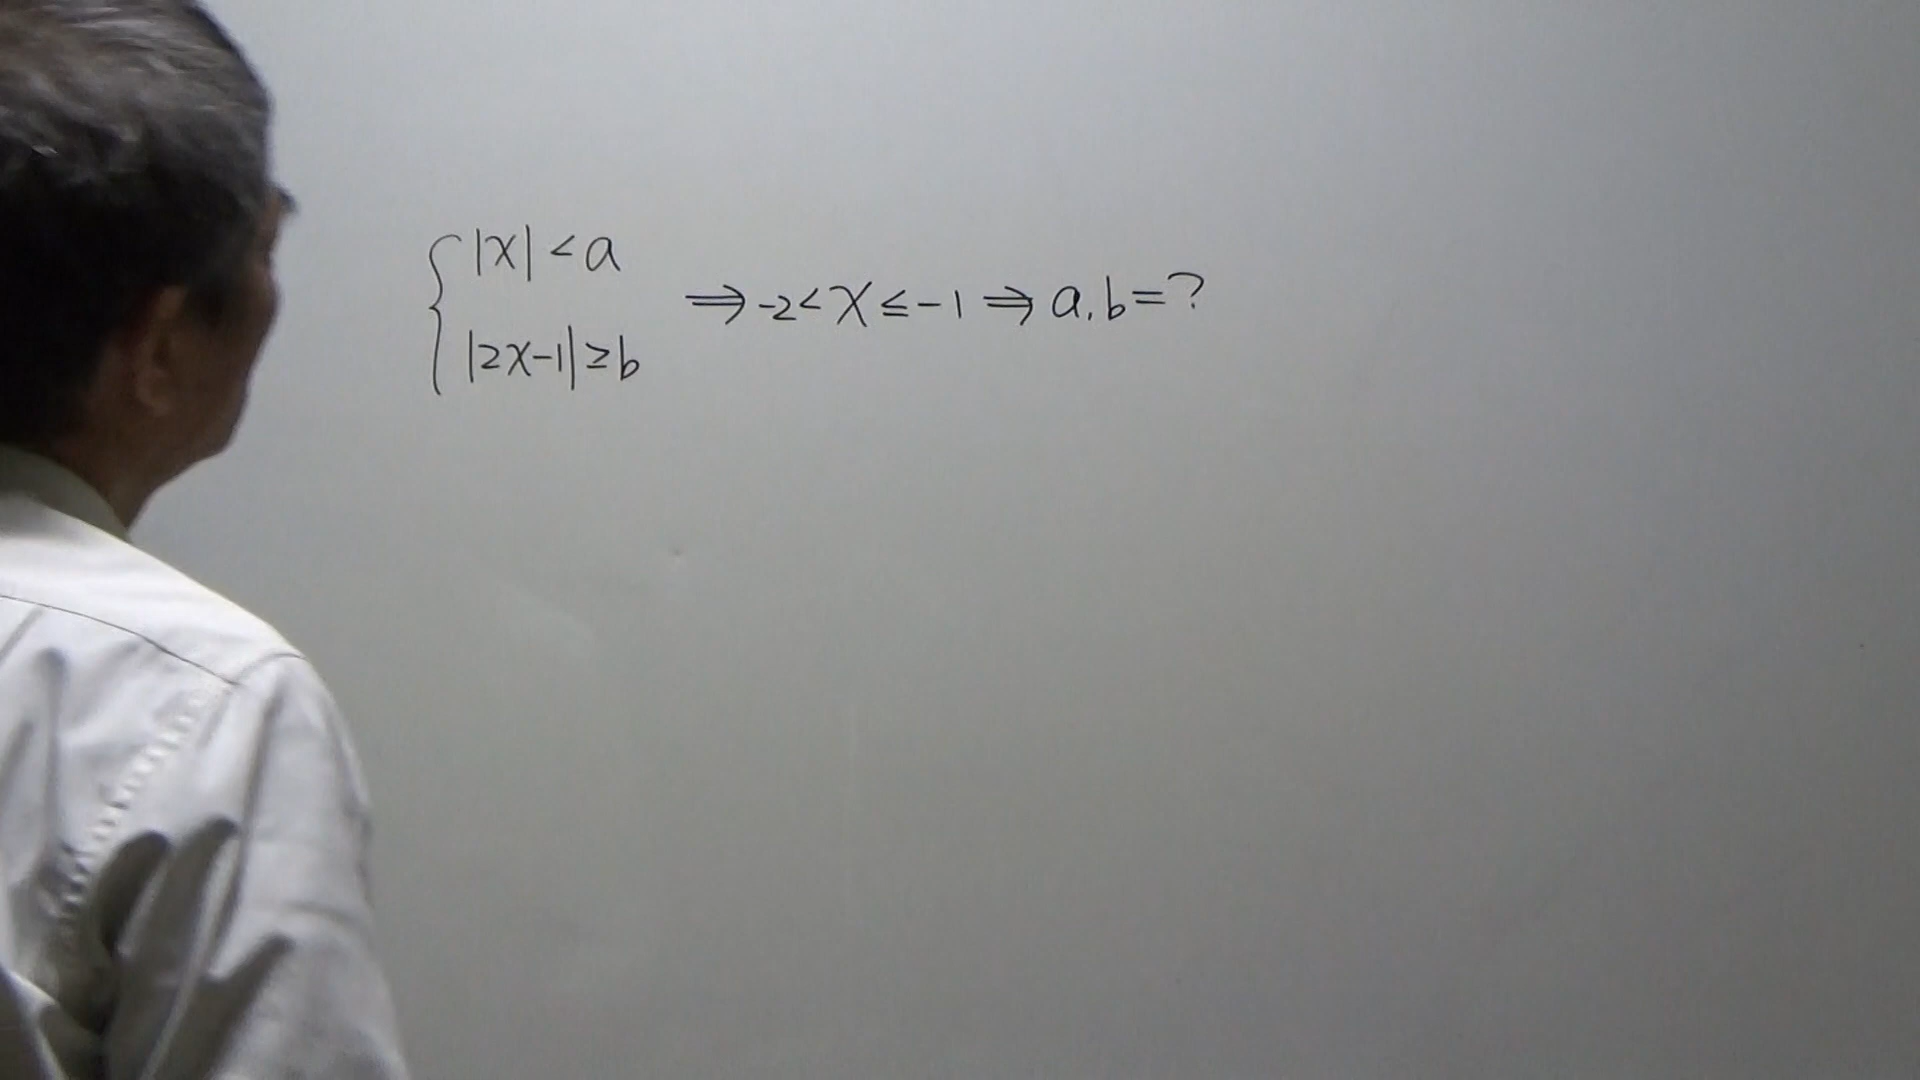 |x| < a
⇒ -2 < x ≤ -1 ⇒ a, b = ?
|2x-1| ≥ b